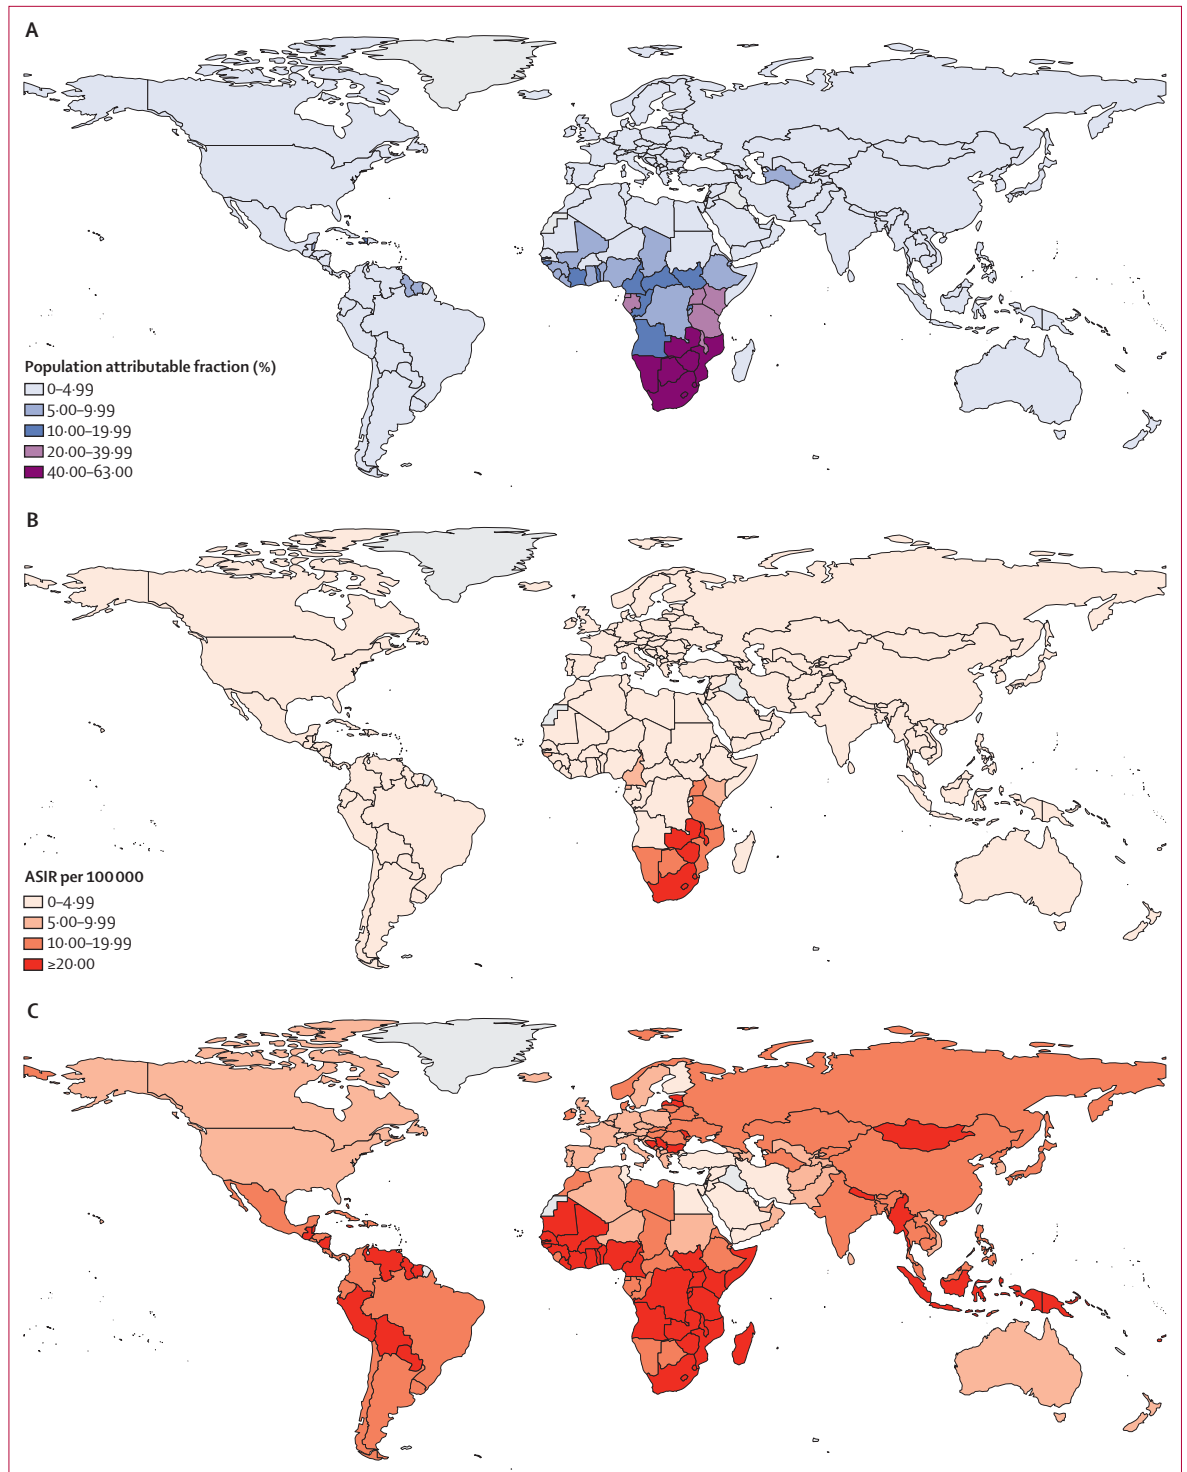 A
Population attributable fraction (%)
0–4·99
5·00–9·99
10·00–19·99
20·00–39·99
40·00–63·00
B
ASIR per 100 000
0–4·99
5·00–9·99
10·00–19·99
≥20·00
C